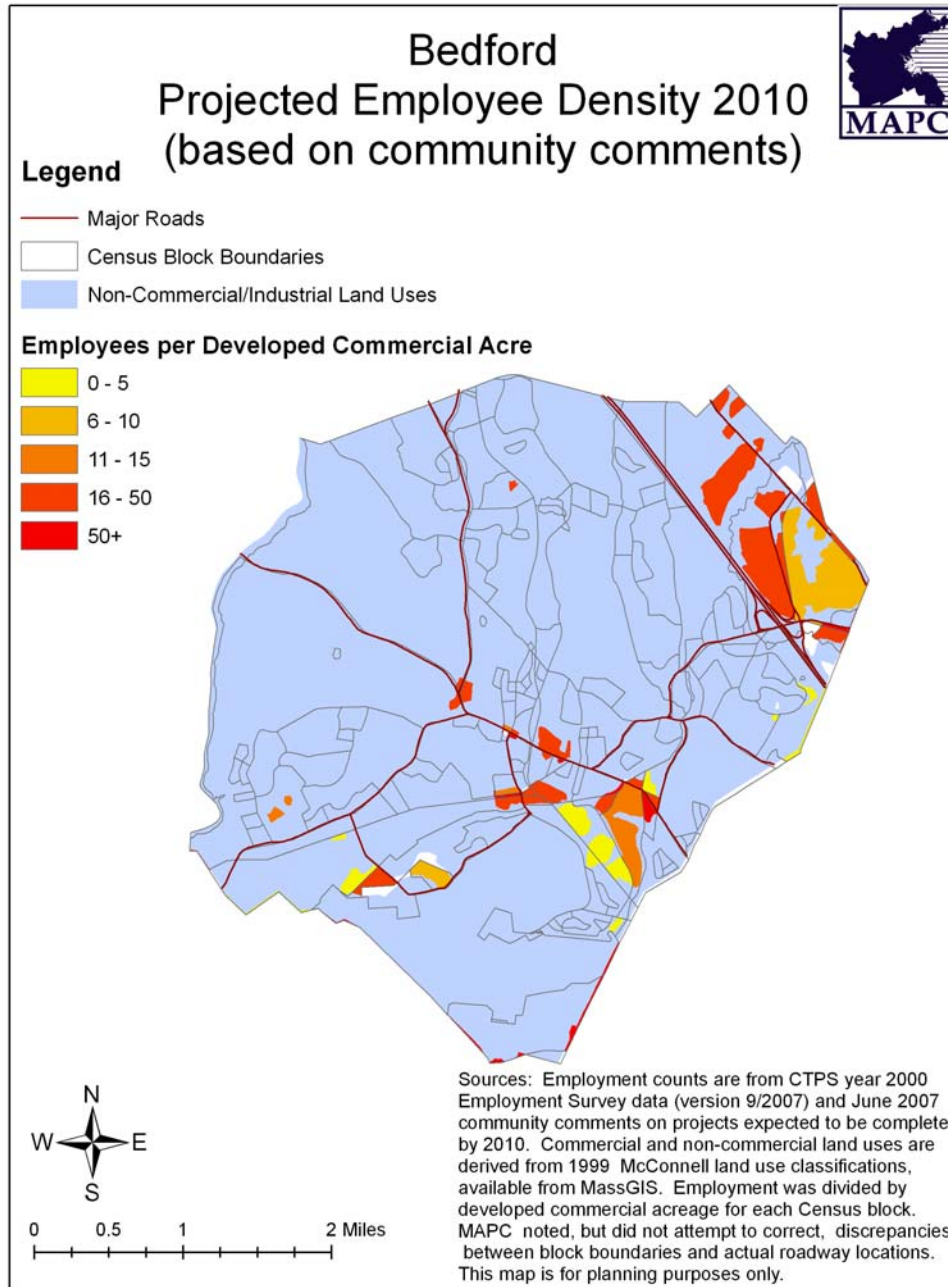 Bedford
Projected Employee Density 2010
(based on community comments)
MAPC
Legend
Major Roads
Census Block Boundaries
Non-Commercial/Industrial Land Uses
Employees per Developed Commercial Acre
0 - 5
6 - 10
11 - 15
16 - 50
50+
N
W E
S
0 0.5 1 2 Miles
Sources: Employment counts are from CTPS year 2000
Employment Survey data (version 9/2007) and June 2007
community comments on projects expected to be complete
by 2010. Commercial and non-commercial land uses are
derived from 1999 McConnell land use classifications,
available from MassGIS. Employment was divided by
developed commercial acreage for each Census block.
MAPC noted, but did not attempt to correct, discrepancies
between block boundaries and actual roadway locations.
This map is for planning purposes only.